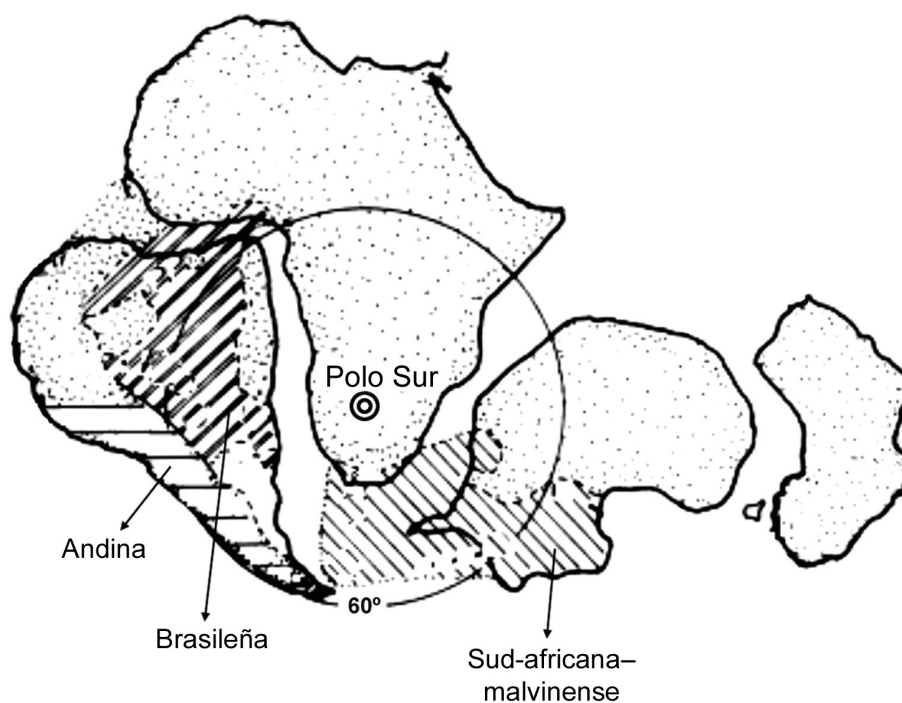 Polo Sur
Andina
60º
Brasileña
Sud-africana–
malvinense